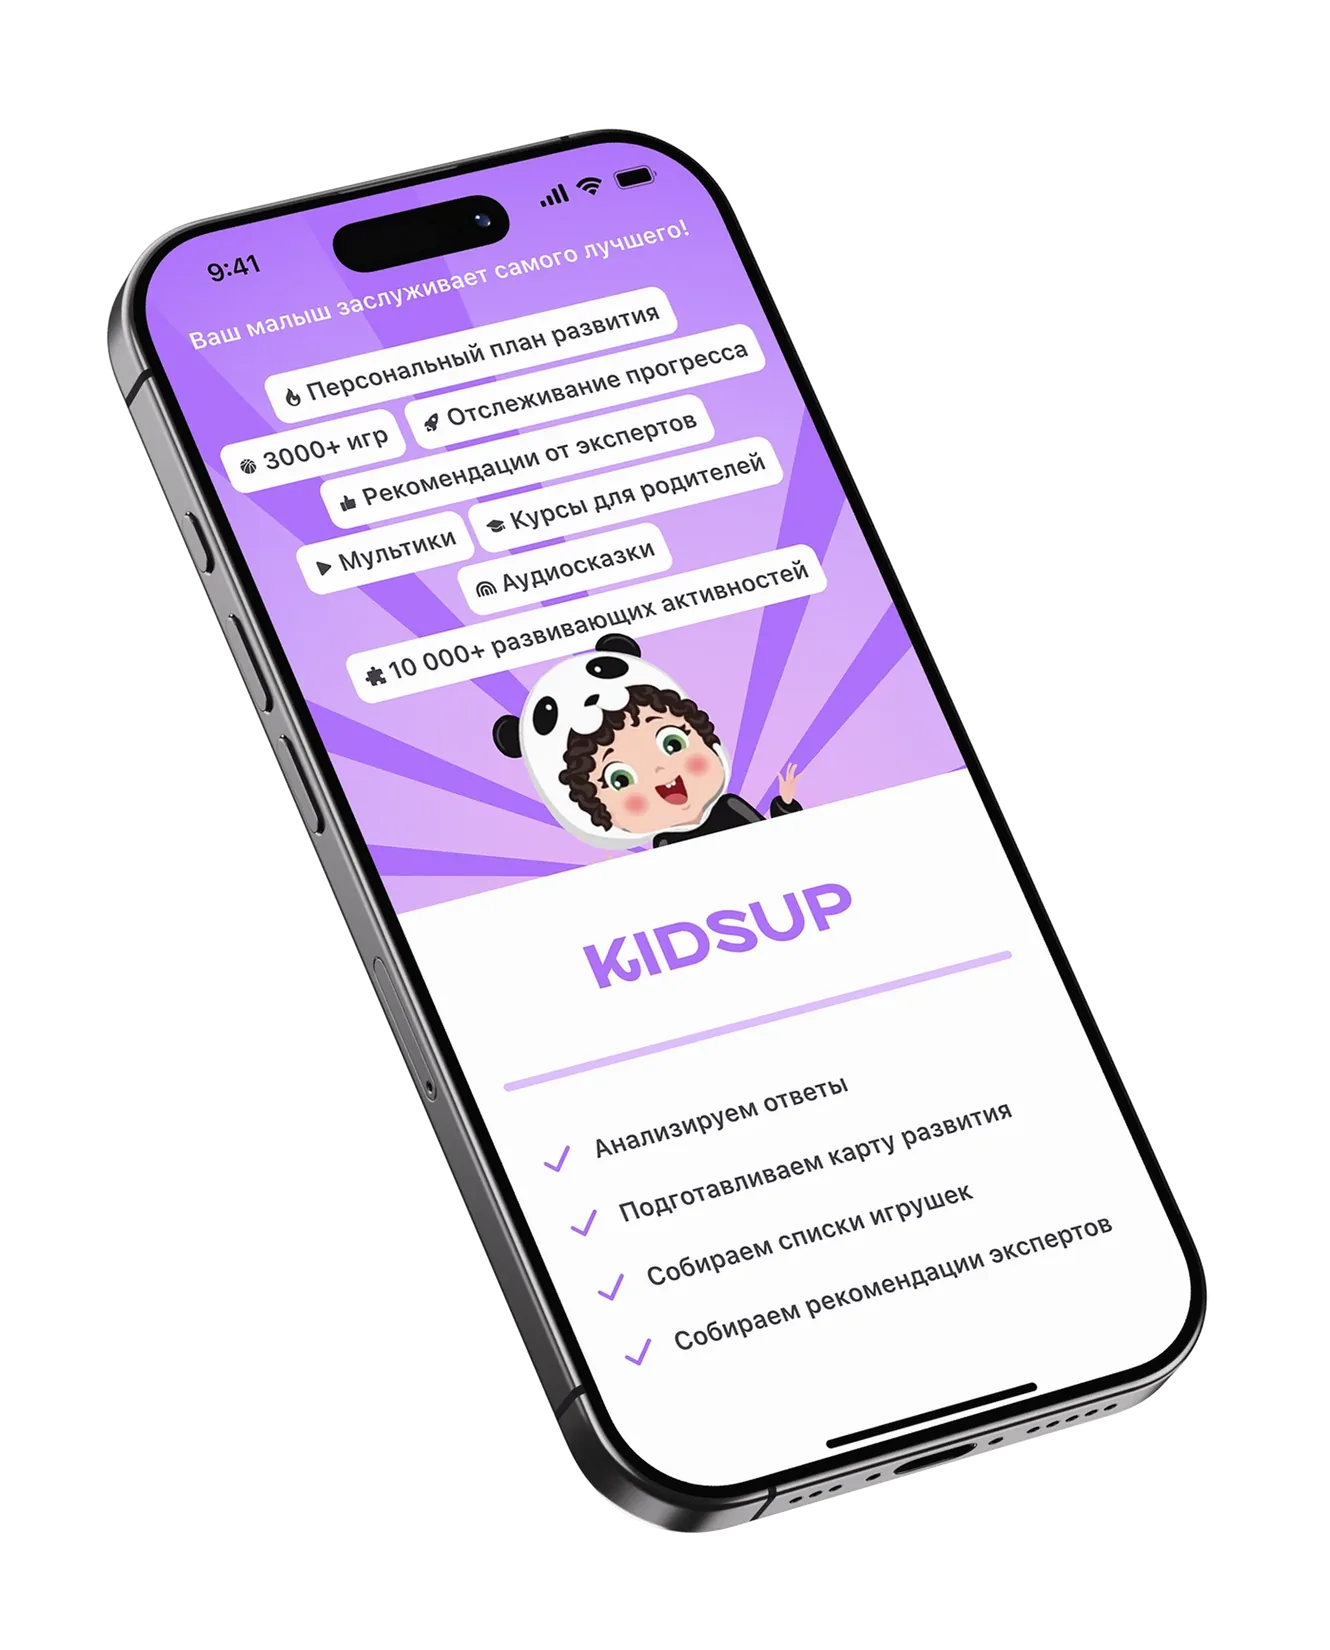 9:41
Ваш малыш заслуживает самого лучшего!
Персональный план развития
3000+ игр
Отслеживание прогресса
Рекомендации от экспертов
Мультики
Курсы для родителей
Аудиосказки
10 000+ развивающих активностей
KIDSUP
Анализируем ответы
Подготавливаем карту развития
Собираем списки игрушек
Собираем рекомендации экспертов